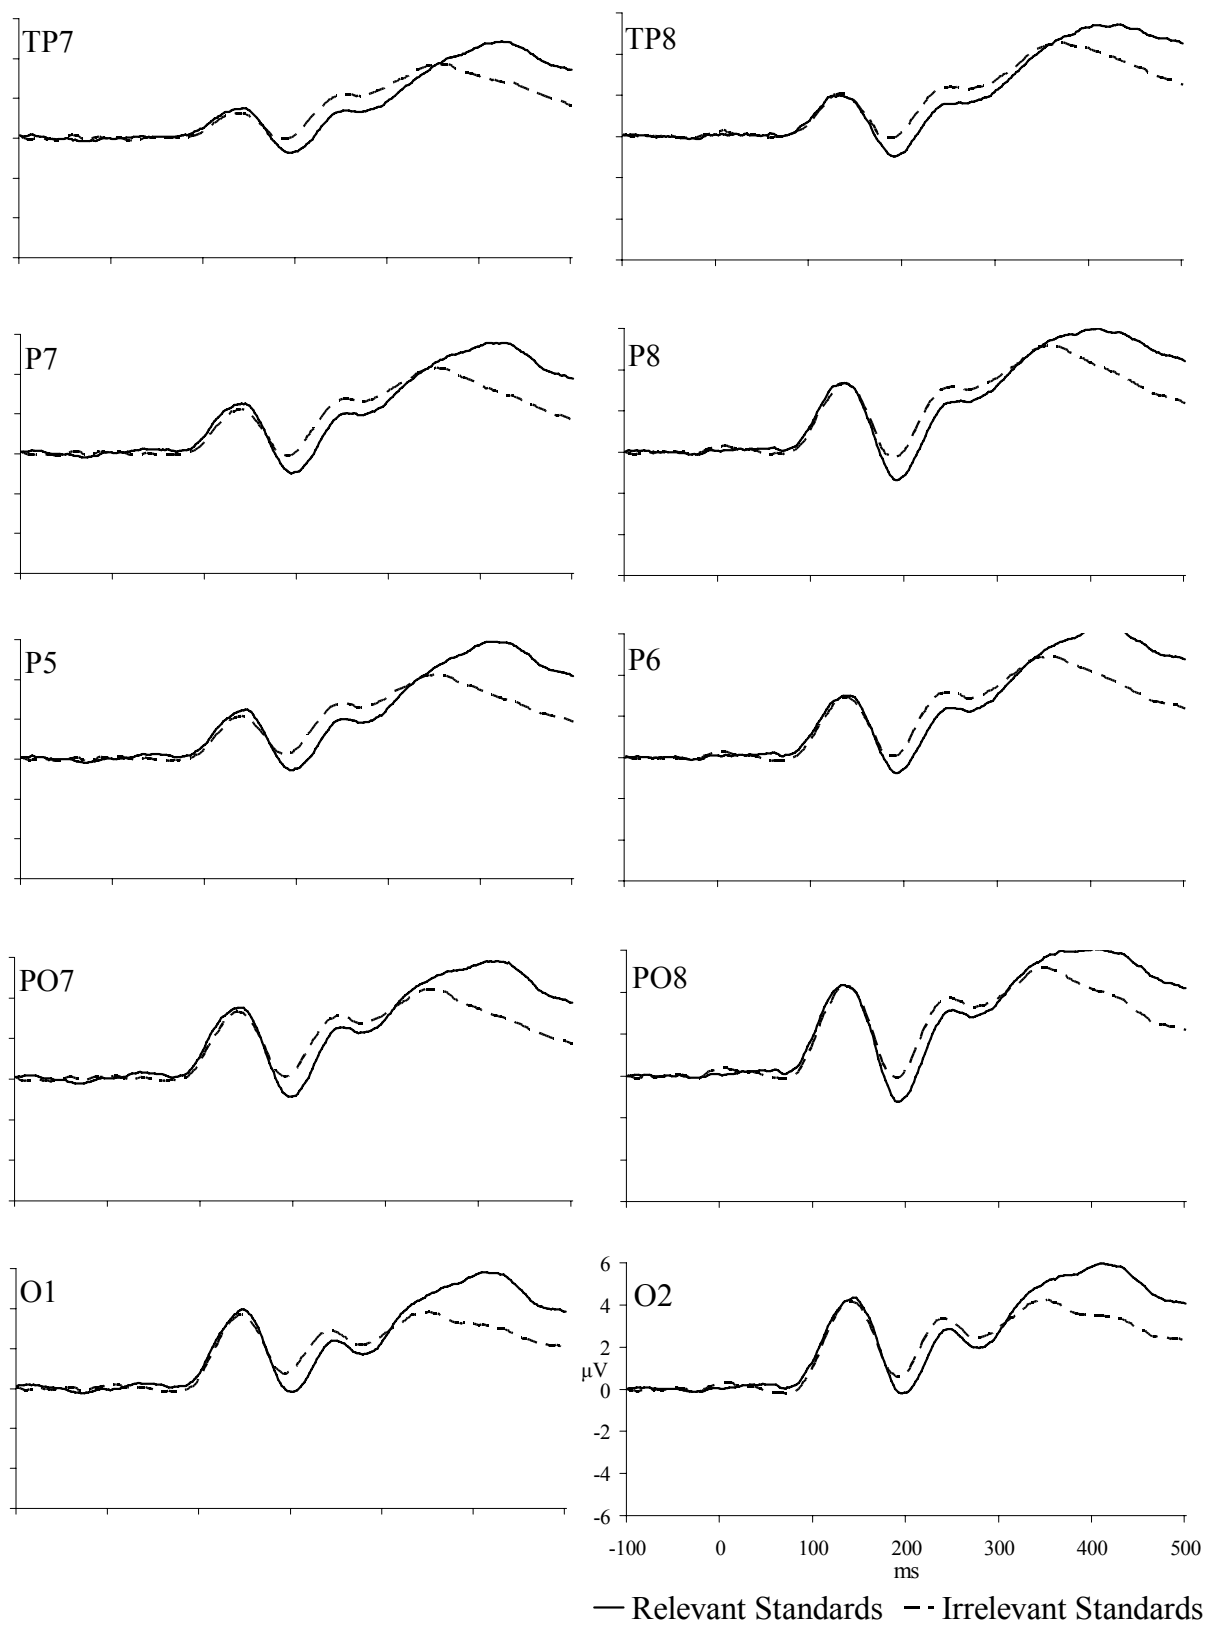 TP7
TP8
P7
P8
P5
P6
PO7
PO8
O1
O2
6
4
2
µV
0
-2
-4
-6
-100 0 100 200 300 400 500
ms
Relevant Standards Irrelevant Standards